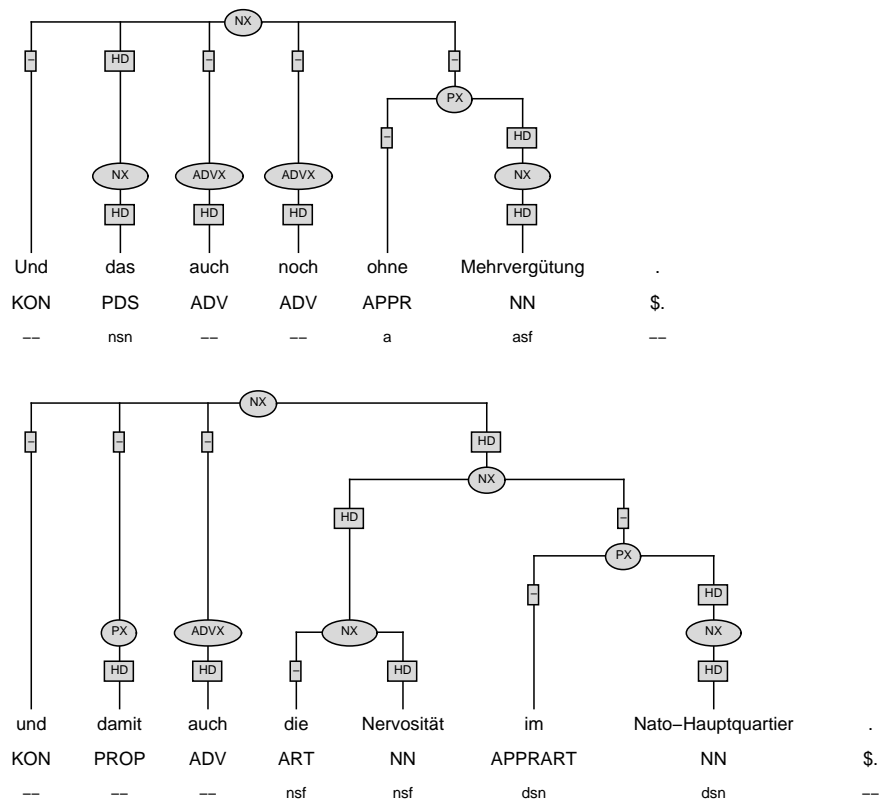 NX
– HD – – –
PX
– HD
NX ADVX ADVX NX
HD HD HD HD
Und das auch noch ohne Mehrvergütung .
KON PDS ADV ADV APPR NN $.
−− nsn −− −− a asf −−
NX
– – – HD
NX
HD –
PX
– HD
PX ADVX NX NX
HD HD – HD HD
und damit auch die Nervosität im Nato−Hauptquartier .
KON PROP ADV ART NN APPRART NN $.
−− −− −− nsf nsf dsn dsn −−